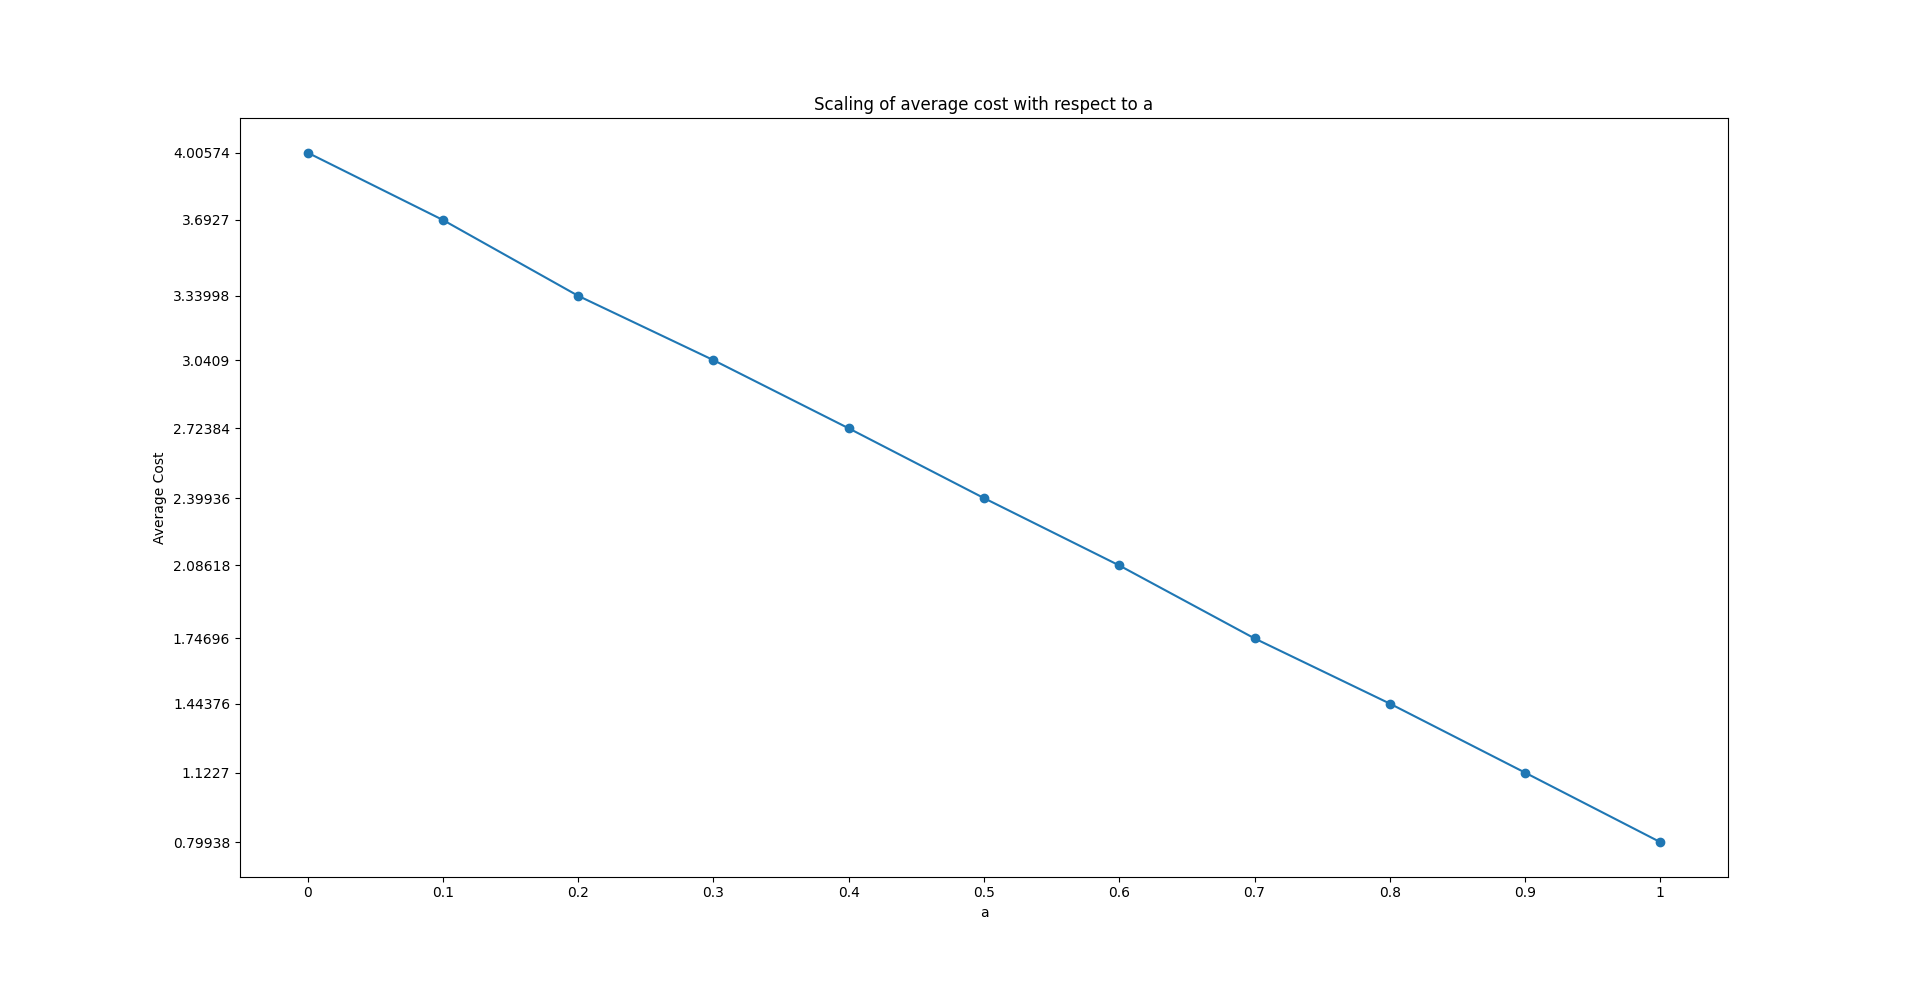 Scaling of average cost with respect to a
4.00574
3.6927
3.33998
3.0409
2.72384
2.39936
2.08618
1.74696
1.44376
1.1227
0.79938
Average Cost
0 0.1 0.2 0.3 0.4 0.5 0.6 0.7 0.8 0.9 1
a